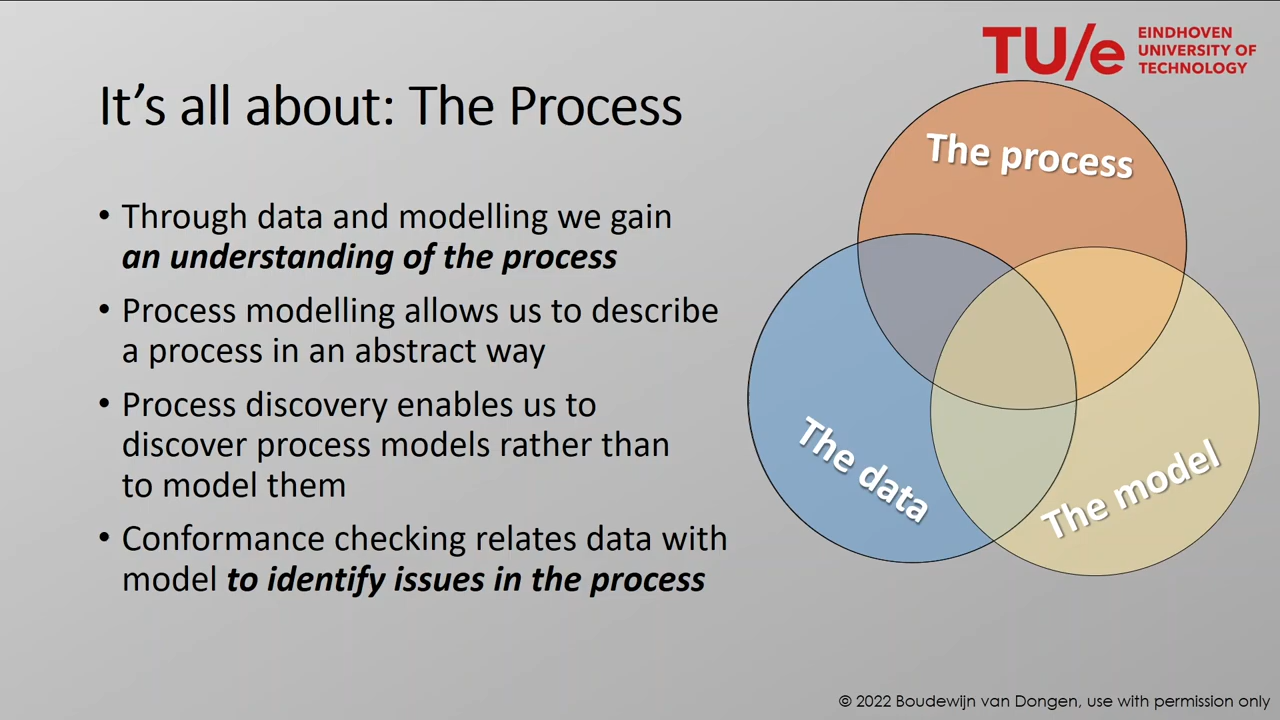 TU/e
EINDHOVEN
UNIVERSITY OF
TECHNOLOGY
It's all about: The Process
• Through data and modelling we gain
an understanding of the process
• Process modelling allows us to describe
a process in an abstract way
• Process discovery enables us to
discover process models rather than
to model them
• Conformance checking relates data with
model to identify issues in the process
The process
The data
The model
© 2022 Boudewijn van Dongen, use with permission only